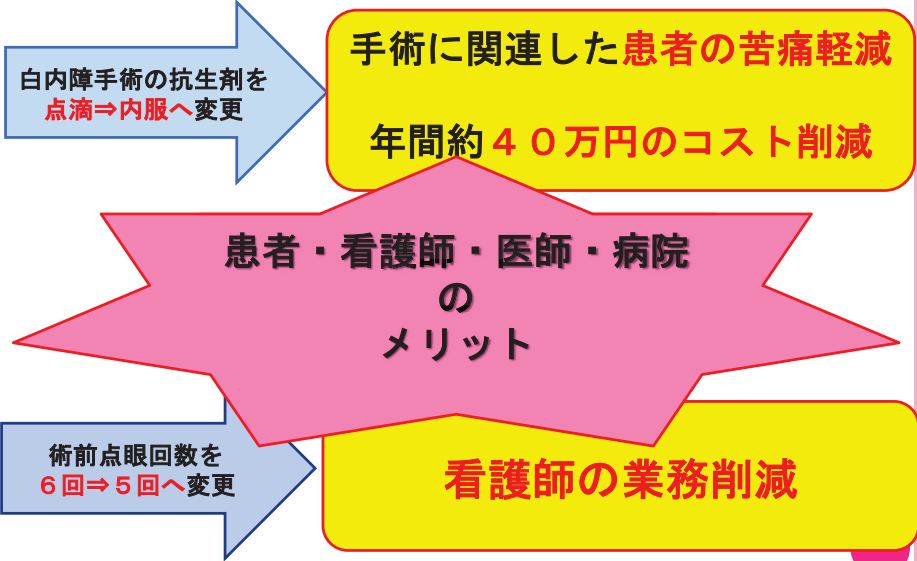 白内障手術の抗生剤を
点滴⇒内服へ変更
手術に関連した患者の苦痛軽減
年間約４０万円のコスト削減
患者・看護師・医師・病院
の
メリット
術前点眼回数を
６回⇒５回へ変更
看護師の業務削減